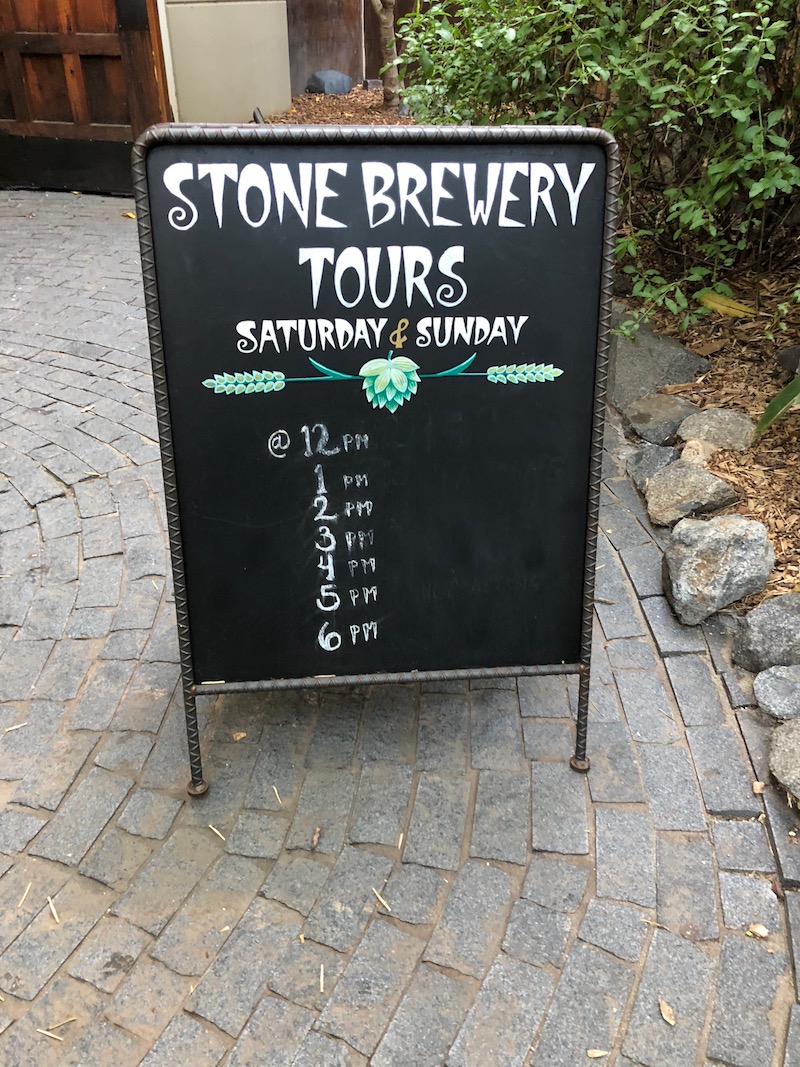 STONE BREWERY
TOURS
SATURDAY & SUNDAY
@ 12 PM
1 PM
2 PM
3 PM
4 PM
5 PM
6 PM